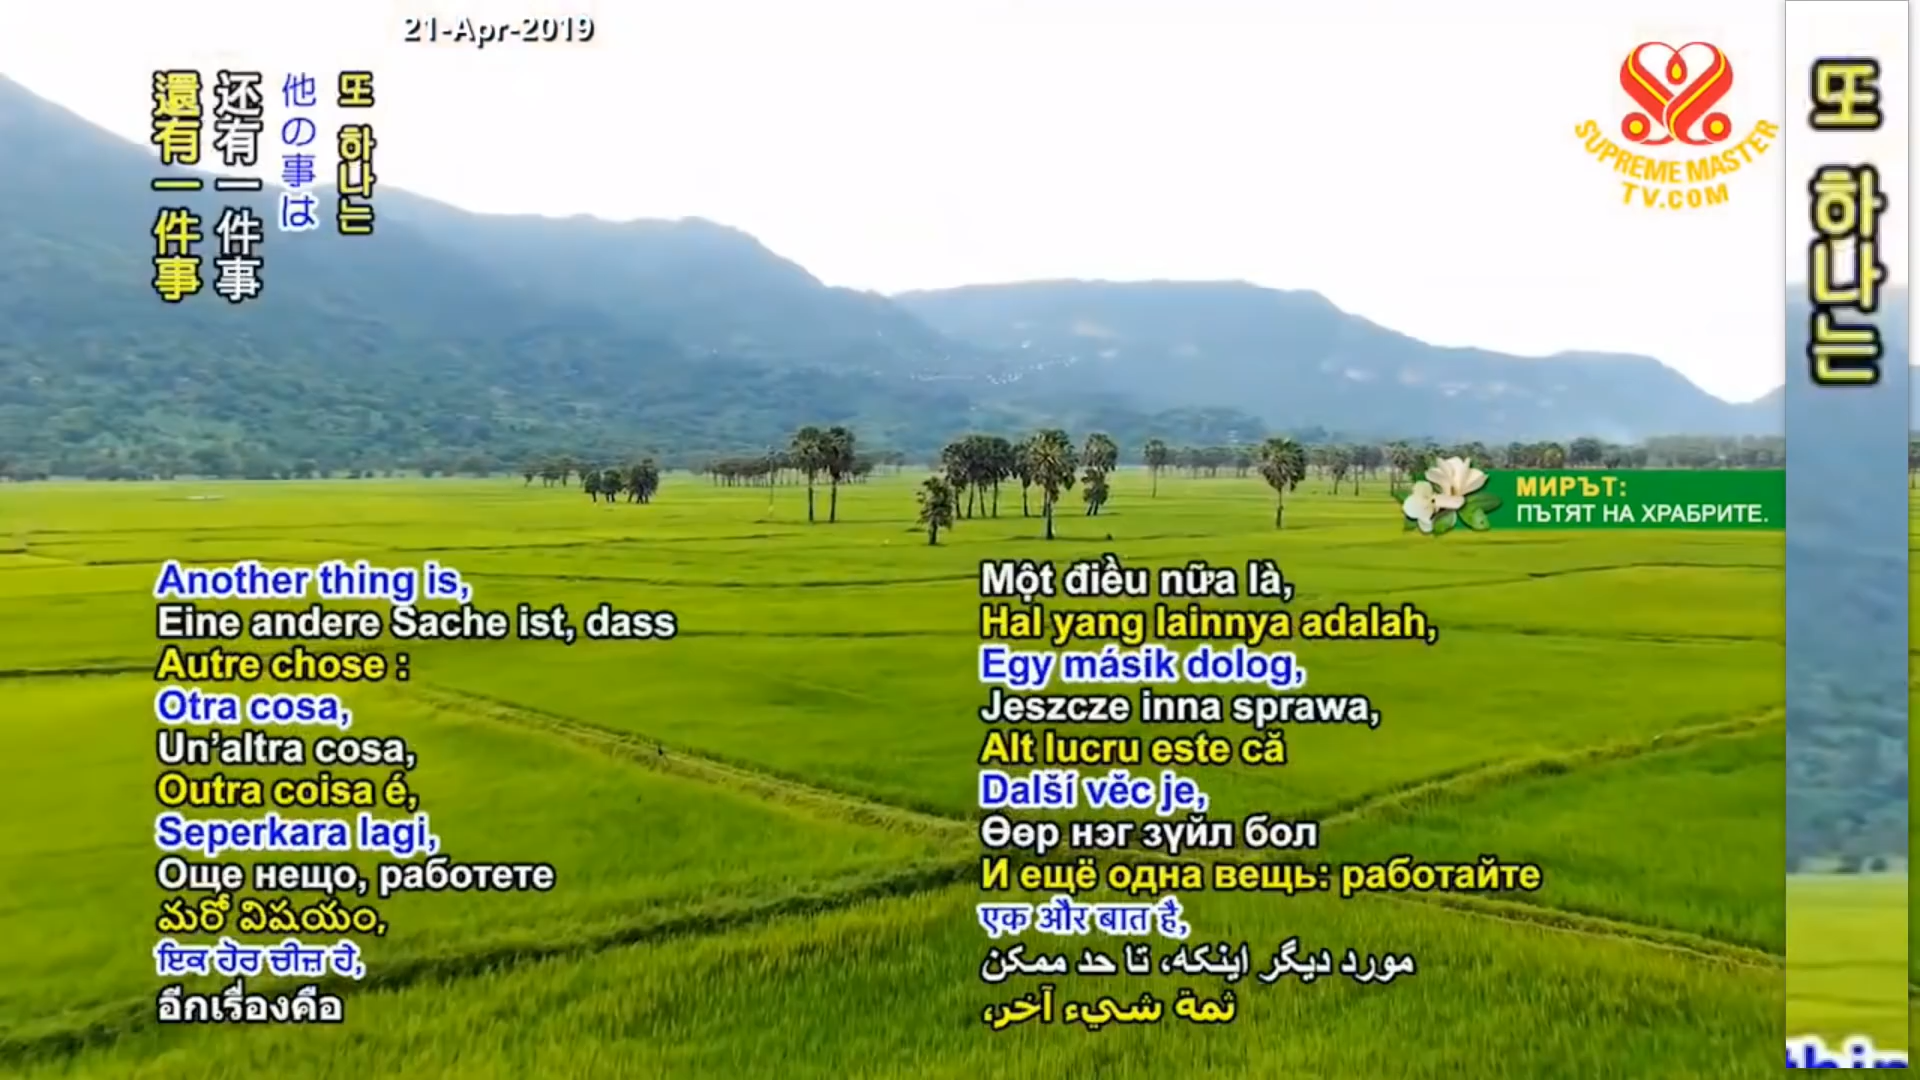 21-Apr-2019
還有一件事
还有一件事
他の事は
또 하나는
SUPREME MASTER
TV.COM
또 하나는
МИРЪТ:
ПЪТЯТ НА ХРАБРИТЕ.
Another thing is,
Eine andere Sache ist, dass
Autre chose :
Otra cosa,
Un’altra cosa,
Outra coisa é,
Seperkara lagi,
Още нещо, работете
మరో విషయం,
ਇਕ ਹੋਰ ਚੀਜ਼ ਹੈ,
อีกเรื่องคือ
Một điều nữa là,
Hal yang lainnya adalah,
Egy másik dolog,
Jeszcze inna sprawa,
Alt lucru este că
Další věc je,
Өөр нэг зүйл бол
И ещё одна вещь: работайте
एक और बात है,
مورد دیگر اینکه، تا حد ممکن
ثمة شيء آخر،